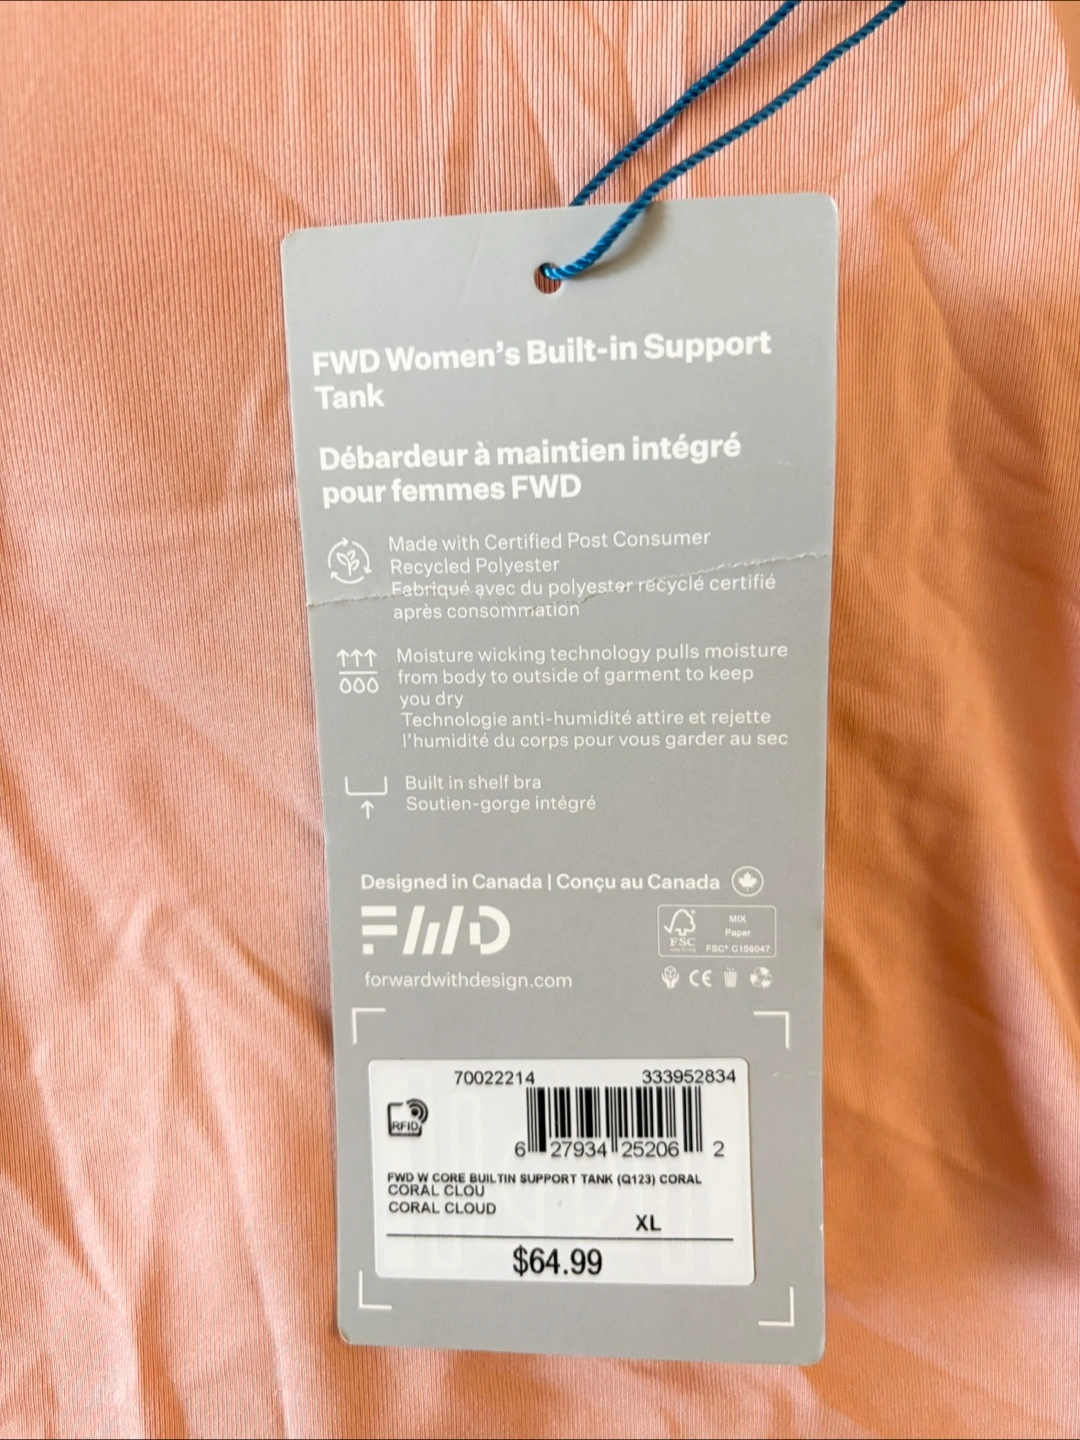 FWD Women's Built-in Support
Tank
Débardeur à maintien intégré
pour femmes FWD
Made with Certified Post Consumer
Recycled Polyester
Fabriqué avec du polyester recyclé certifié
après consommation
Moisture wicking technology pulls moisture
from body to outside of garment to keep
you dry
Technologie anti-humidité attire et rejette
l'humidité du corps pour vous garder au sec
Built in shelf bra
Soutien-gorge intégré
Designed in Canada | Conçu au Canada
FWD
MIX
Paper
FSC
FSC® C158047
forwardwithdesign.com
CE
70022214 333952834
RFID
6 27934 25206 2
FWD W CORE BUILTIN SUPPORT TANK (Q123) CORAL
CORAL CLOU
CORAL CLOUD
XL
$64.99